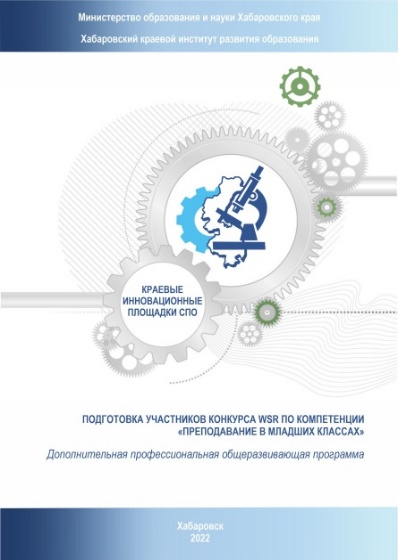 Министерство образования и науки Хабаровского края
Хабаровский краевой институт развития образования
КРАЕВЫЕ
ИННОВАЦИОННЫЕ
ПЛОЩАДКИ СПО
ПОДГОТОВКА УЧАСТНИКОВ КОНКУРСА WSR ПО КОМПЕТЕНЦИИ
«ПРЕПОДАВАНИЕ В МЛАДШИХ КЛАССАХ»
Дополнительная профессиональная общеразвивающая программа
Хабаровск
2022